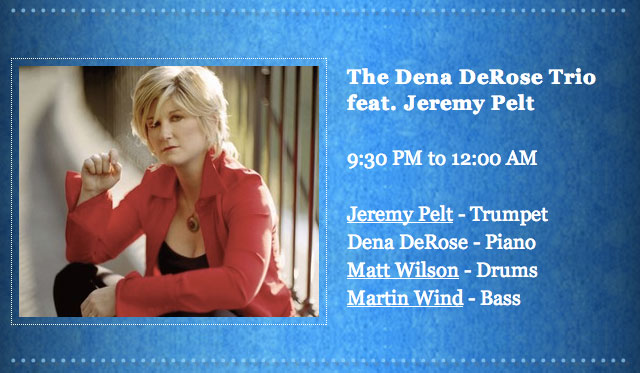 The Dena DeRose Trio
feat. Jeremy Pelt
9:30 PM to 12:00 AM
Jeremy Pelt - Trumpet
Dena DeRose - Piano
Matt Wilson - Drums
Martin Wind - Bass